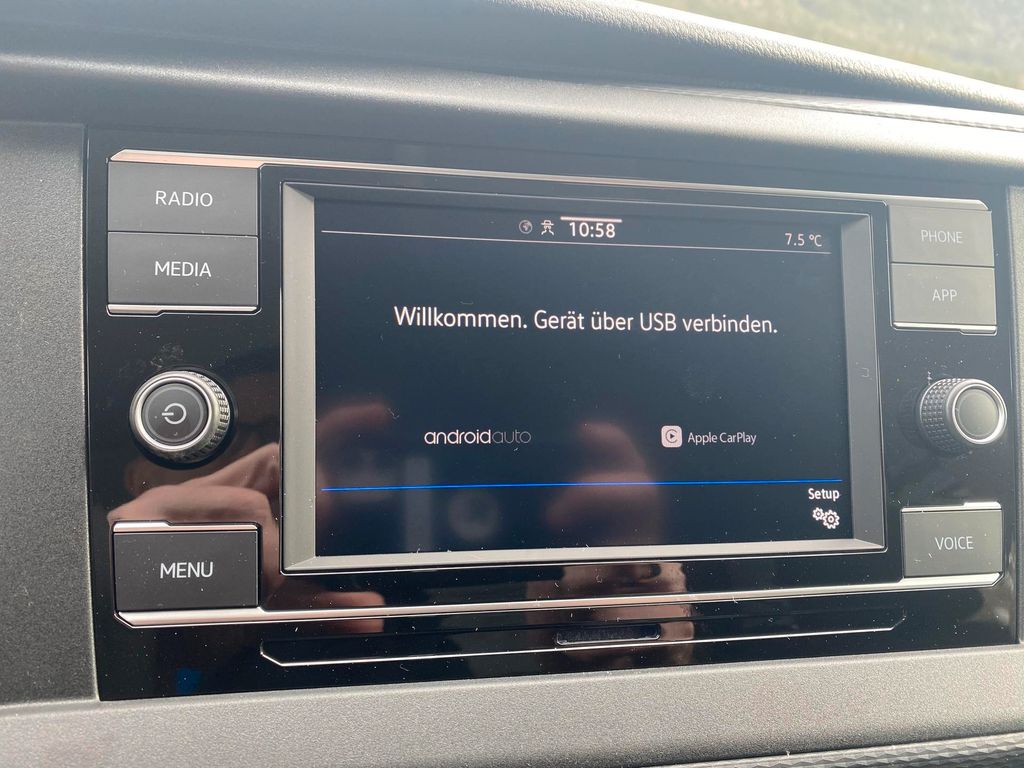 RADIO
MEDIA
MENU
10:58
7.5 °C
Willkommen. Gerät über USB verbinden.
androidauto
Apple CarPlay
Setup
PHONE
APP
VOICE